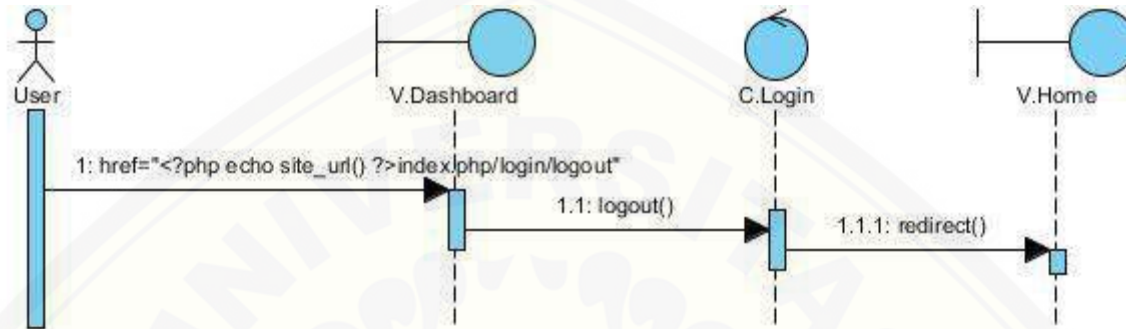 User
V.Dashboard
C.Login
V.Home
1: href="<?php echo site_url() ?>index.php/login/logout"
1.1: logout()
1.1.1: redirect()
UNIVERSITA